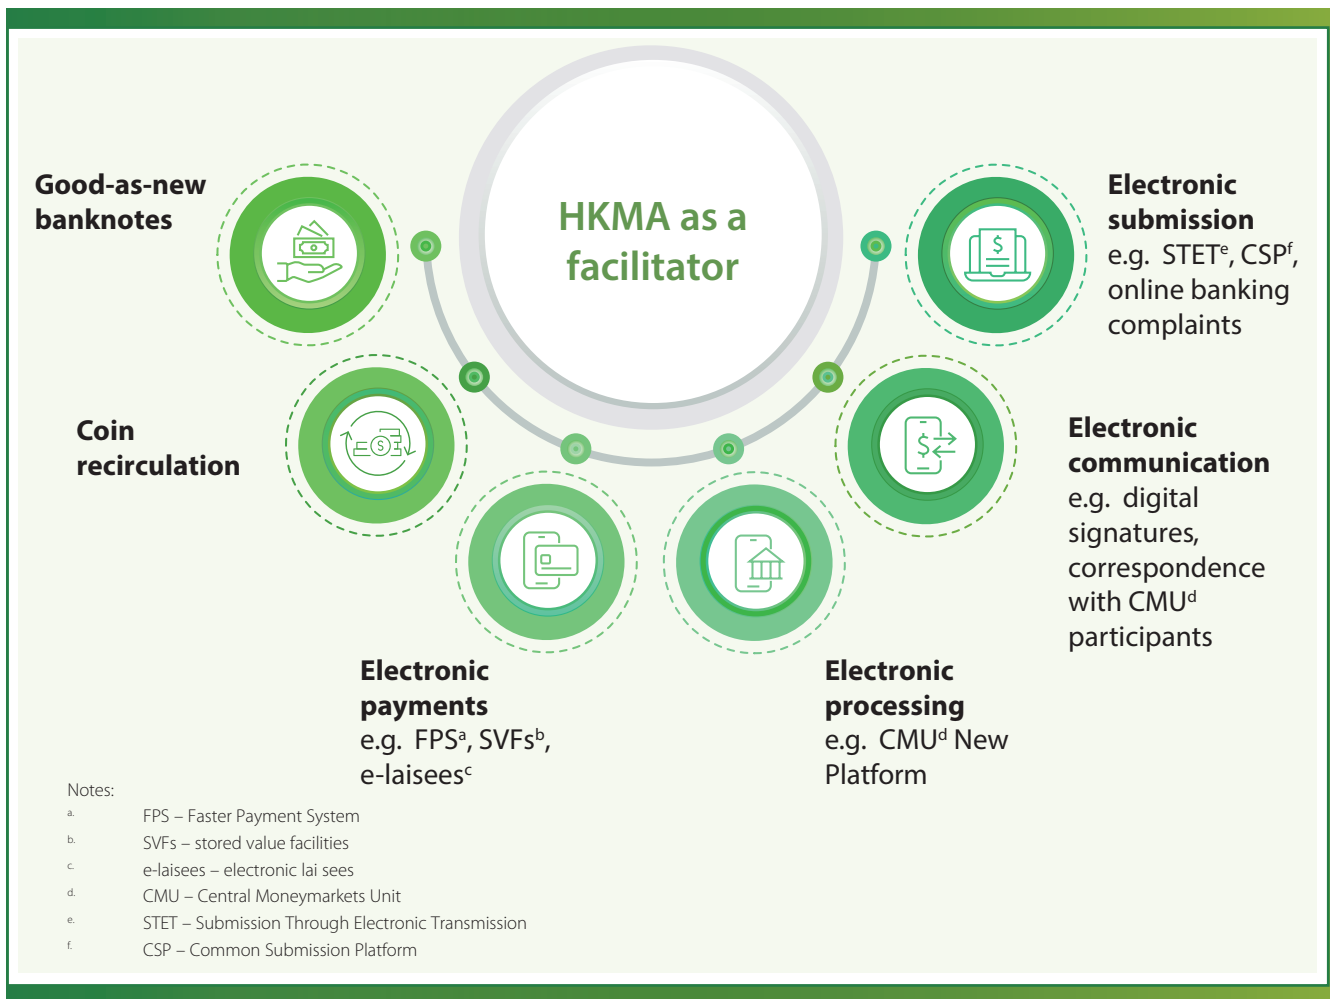 HKMA as a
facilitator
Good-as-new
banknotes
Coin
recirculation
Electronic
payments
e.g. FPSᵃ, SVFsᵇ,
e-laiseesᶜ
Electronic
processing
e.g. CMUᵈ New
Platform
Electronic
communication
e.g. digital
signatures,
correspondence
with CMUᵈ
participants
Electronic
submission
e.g. STETᵉ, CSPᶠ,
online banking
complaints
Notes:
a. FPS – Faster Payment System
b. SVFs – stored value facilities
c. e-laisees – electronic lai sees
d. CMU – Central Moneymarkets Unit
e. STET – Submission Through Electronic Transmission
f. CSP – Common Submission Platform